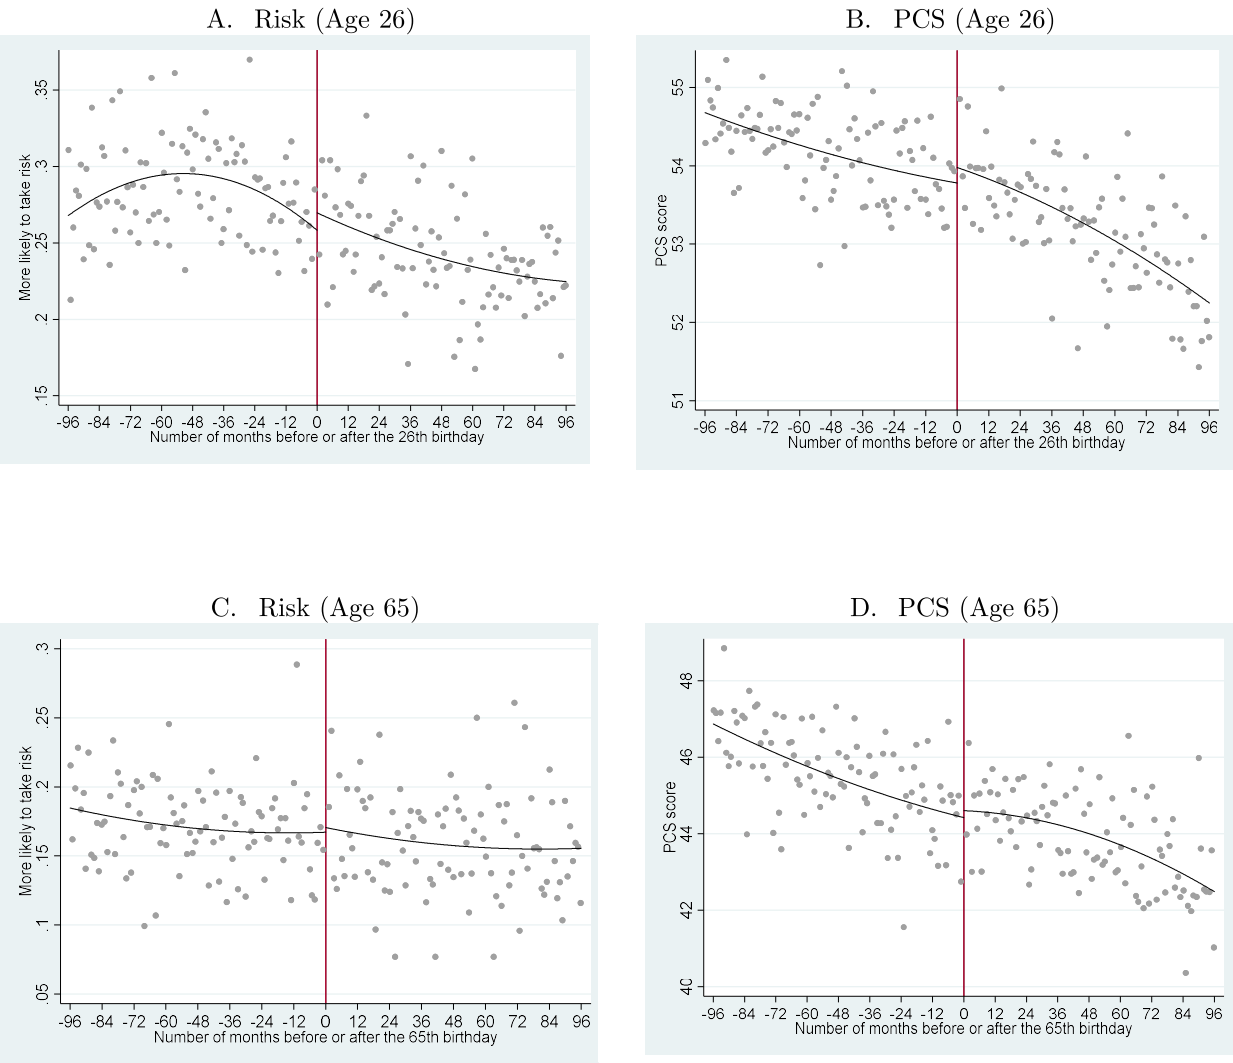 A. Risk (Age 26)
B. PCS (Age 26)
More likely to take risk
.35
.3
.25
.2
.15
-96 -84 -72 -60 -48 -36 -24 -12 0 12 24 36 48 60 72 84 96
Number of months before or after the 26th birthday
PCS score
55
54
53
52
51
-96 -84 -72 -60 -48 -36 -24 -12 0 12 24 36 48 60 72 84 96
Number of months before or after the 26th birthday
C. Risk (Age 65)
D. PCS (Age 65)
More likely to take risk
.3
.25
.2
.15
.1
.05
-96 -84 -72 -60 -48 -36 -24 -12 0 12 24 36 48 60 72 84 96
Number of months before or after the 65th birthday
PCS score
48
46
44
42
40
-96 -84 -72 -60 -48 -36 -24 -12 0 12 24 36 48 60 72 84 96
Number of months before or after the 65th birthday